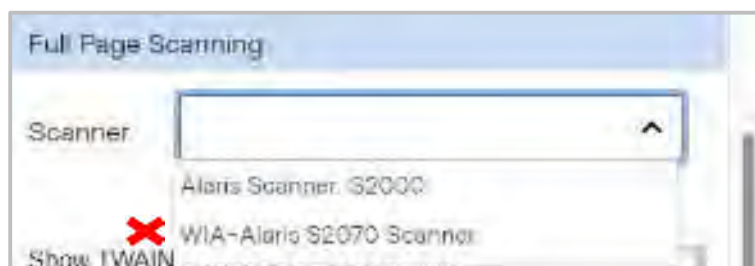 Full Page Scanning
Scanner
Alaris Scanner: S2000
WIA-Alaris S2070 Scanner
Show TWAIN